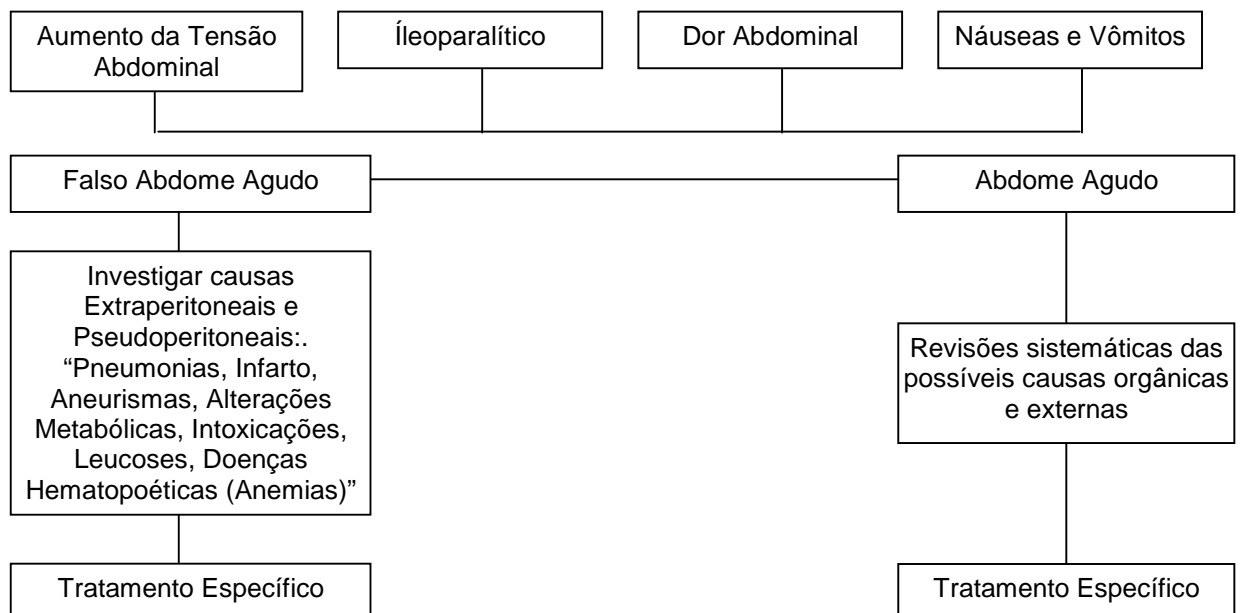 Aumento da Tensão
Abdominal
Íleoparalítico
Dor Abdominal
Náuseas e Vômitos
Falso Abdome Agudo
Abdome Agudo
Investigar causas
Extraperitoneais e
Pseudoperitoneais:.
“Pneumonias, Infarto,
Aneurismas, Alterações
Metabólicas, Intoxicações,
Leucoses, Doenças
Hematopoéticas (Anemias)”
Revisões sistemáticas das
possíveis causas orgânicas
e externas
Tratamento Específico
Tratamento Específico